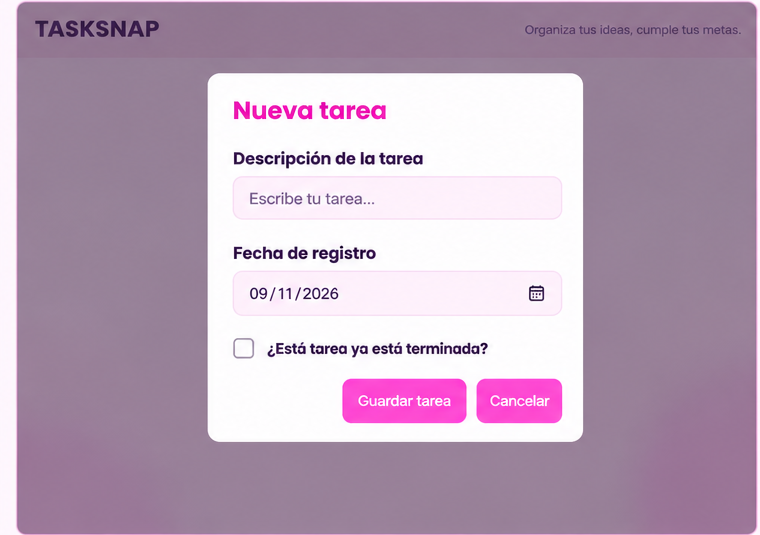 TASKSNAP
Organiza tus ideas, cumple tus metas.
Nueva tarea
Descripción de la tarea
Escribe tu tarea...
Fecha de registro
09/11/2026
¿Está tarea ya está terminada?
Guardar tarea
Cancelar